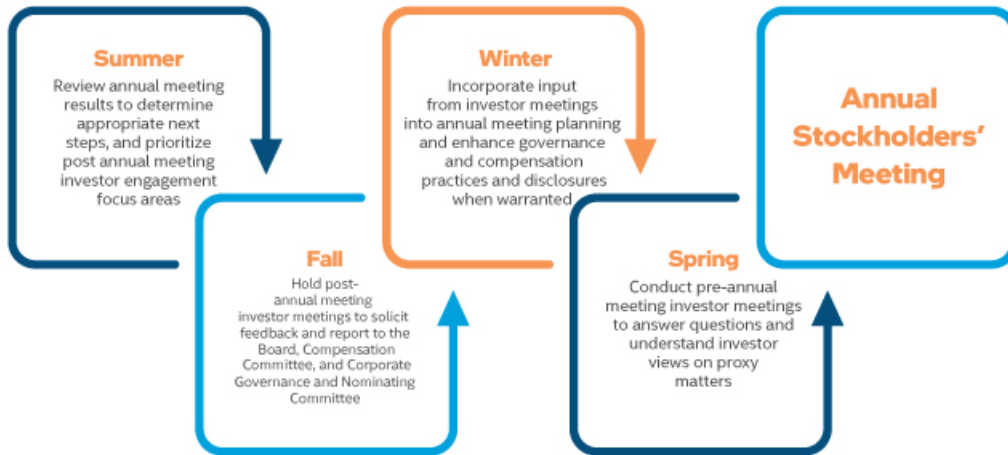 Summer
Review annual meeting
results to determine
appropriate next
steps, and prioritize
post annual meeting
investor engagement
focus areas
Fall
Hold post-
annual meeting
investor meetings to solicit
feedback and report to the
Board, Compensation
Committee, and Corporate
Governance and Nominating
Committee
Winter
Incorporate input
from investor meetings
into annual meeting planning
and enhance governance
and compensation
practices and disclosures
when warranted
Spring
Conduct pre-annual
meeting investor meetings
to answer questions and
understand investor
views on proxy
matters
Annual
Stockholders’
Meeting